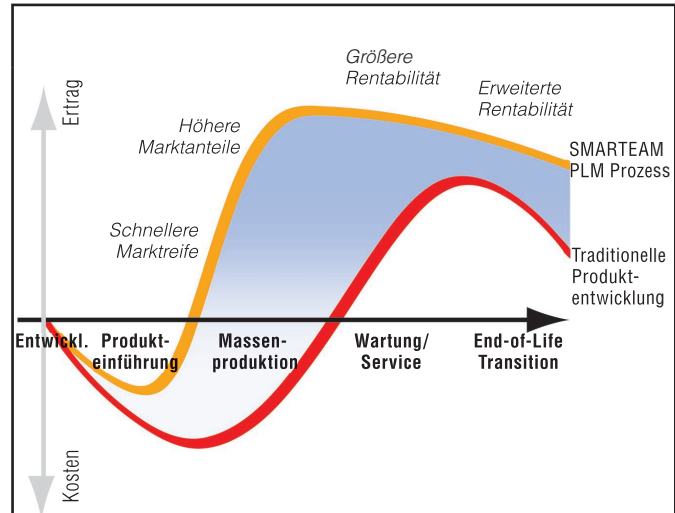 Größere
Rentabilität
Erweiterte
Rentabilität
Ertrag
Höhere
Marktanteile
SMARTEAM
PLM Prozess
Schnellere
Marktreife
Traditionelle
Produkt-
entwicklung
Entwickl.
Produkt-
einführung
Massen-
produktion
Wartung/
Service
End-of-Life
Transition
Kosten